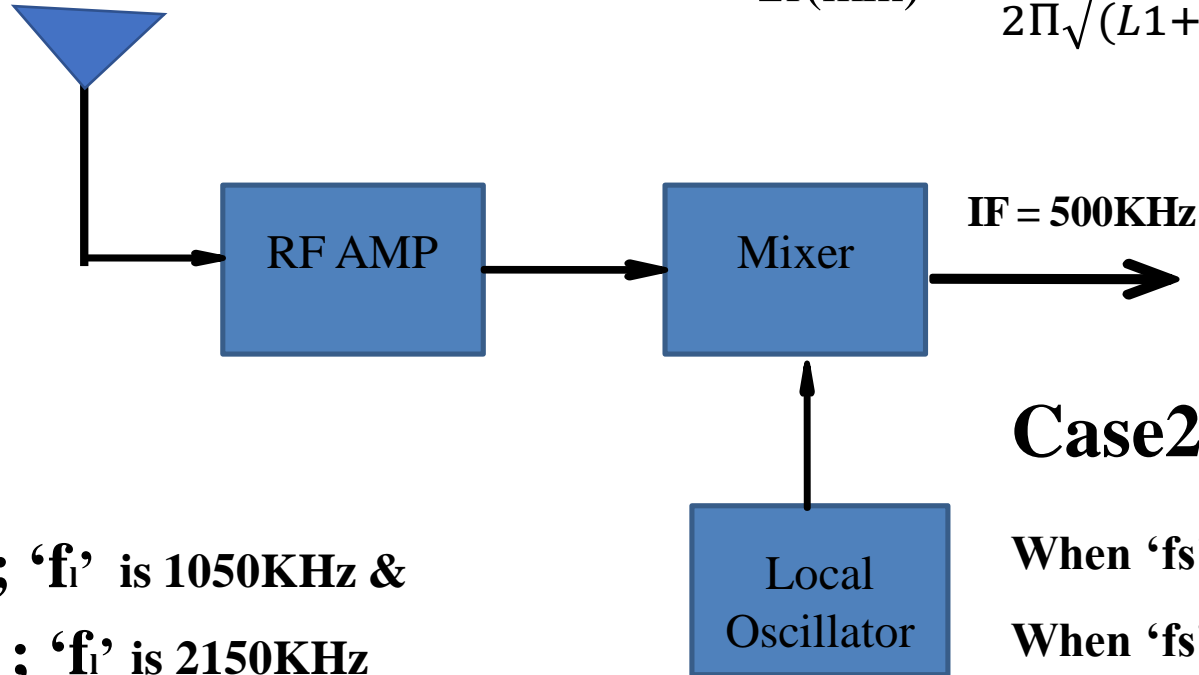 2Π√(L1+
RF AMP
Mixer
IF = 500KHz
Case2
; ‘fl’ is 1050KHz &
; ‘fl’ is 2150KHz
Local
Oscillator
When ‘fs’
When ‘fs’